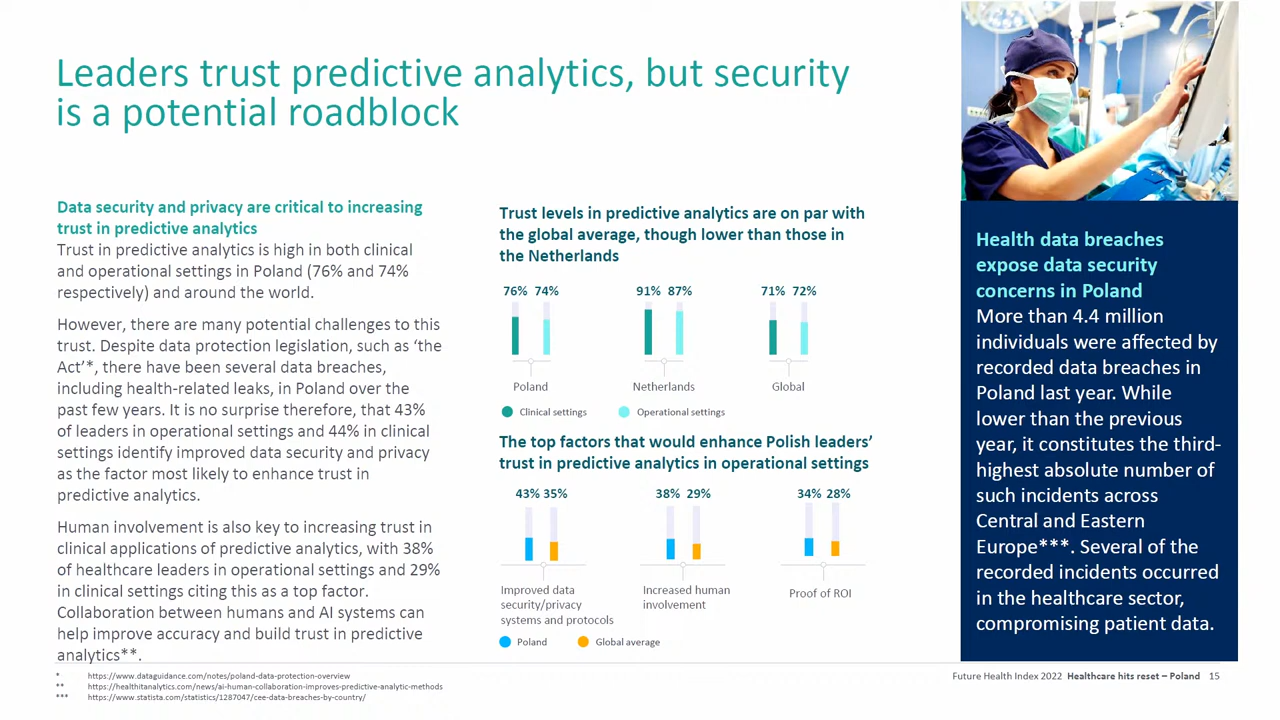 Leaders trust predictive analytics, but security
is a potential roadblock
Data security and privacy are critical to increasing
trust in predictive analytics
Trust in predictive analytics is high in both clinical
and operational settings in Poland (76% and 74%
respectively) and around the world.
However, there are many potential challenges to this
trust. Despite data protection legislation, such as ‘the
Act’*, there have been several data breaches,
including health-related leaks, in Poland over the
past few years. It is no surprise therefore, that 43%
of leaders in operational settings and 44% in clinical
settings identify improved data security and privacy
as the factor most likely to enhance trust in
predictive analytics.
Human involvement is also key to increasing trust in
clinical applications of predictive analytics, with 38%
of healthcare leaders in operational settings and 29%
in clinical settings citing this as a top factor.
Collaboration between humans and AI systems can
help improve accuracy and build trust in predictive
analytics**.
Trust levels in predictive analytics are on par with
the global average, though lower than those in
the Netherlands
76% 74% 91% 87% 71% 72%
Poland Netherlands Global
Clinical settings Operational settings
The top factors that would enhance Polish leaders’
trust in predictive analytics in operational settings
43% 35% 38% 29% 34% 28%
Improved data
security/privacy
systems and protocols
Increased human
involvement
Proof of ROI
Poland Global average
Health data breaches
expose data security
concerns in Poland
More than 4.4 million
individuals were affected by
recorded data breaches in
Poland last year. While
lower than the previous
year, it constitutes the third-
highest absolute number of
such incidents across
Central and Eastern
Europe***. Several of the
recorded incidents occurred
in the healthcare sector,
compromising patient data.
* https://www.dataguidance.com/notes/poland-data-protection-overview
** https://healthitanalytics.com/news/ai-human-collaboration-improves-predictive-analytic-methods
*** https://www.statista.com/statistics/1287047/cee-data-breaches-by-country/
Future Health Index 2022 Healthcare hits reset – Poland 15